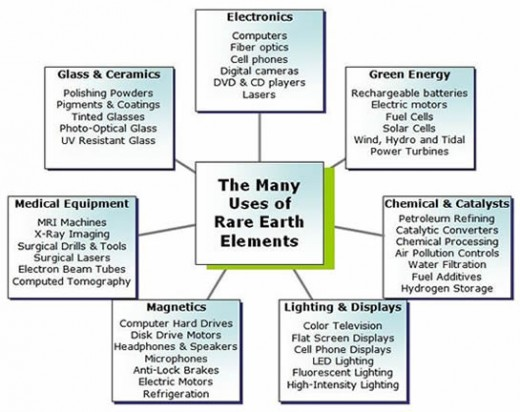 Electronics
Computers
Fiber optics
Cell phones
Digital cameras
DVD & CD players
Lasers
Glass & Ceramics
Polishing Powders
Pigments & Coatings
Tinted Glasses
Photo-Optical Glass
UV Resistant Glass
Green Energy
Rechargeable batteries
Electric motors
Fuel Cells
Solar Cells
Wind, Hydro and Tidal
Power Turbines
The Many
Uses of
Rare Earth
Elements
Medical Equipment
MRI Machines
X-Ray Imaging
Surgical Drills & Tools
Surgical Lasers
Electron Beam Tubes
Computed Tomography
Chemical & Catalysts
Petroleum Refining
Catalytic Converters
Chemical Processing
Air Pollution Controls
Water Filtration
Fuel Additives
Hydrogen Storage
Magnetics
Computer Hard Drives
Disk Drive Motors
Headphones & Speakers
Microphones
Anti-Lock Brakes
Electric Motors
Refrigeration
Lighting & Displays
Color Television
Flat Screen Displays
Cell Phone Displays
LED Lighting
Fluorescent Lighting
High-Intensity Lighting